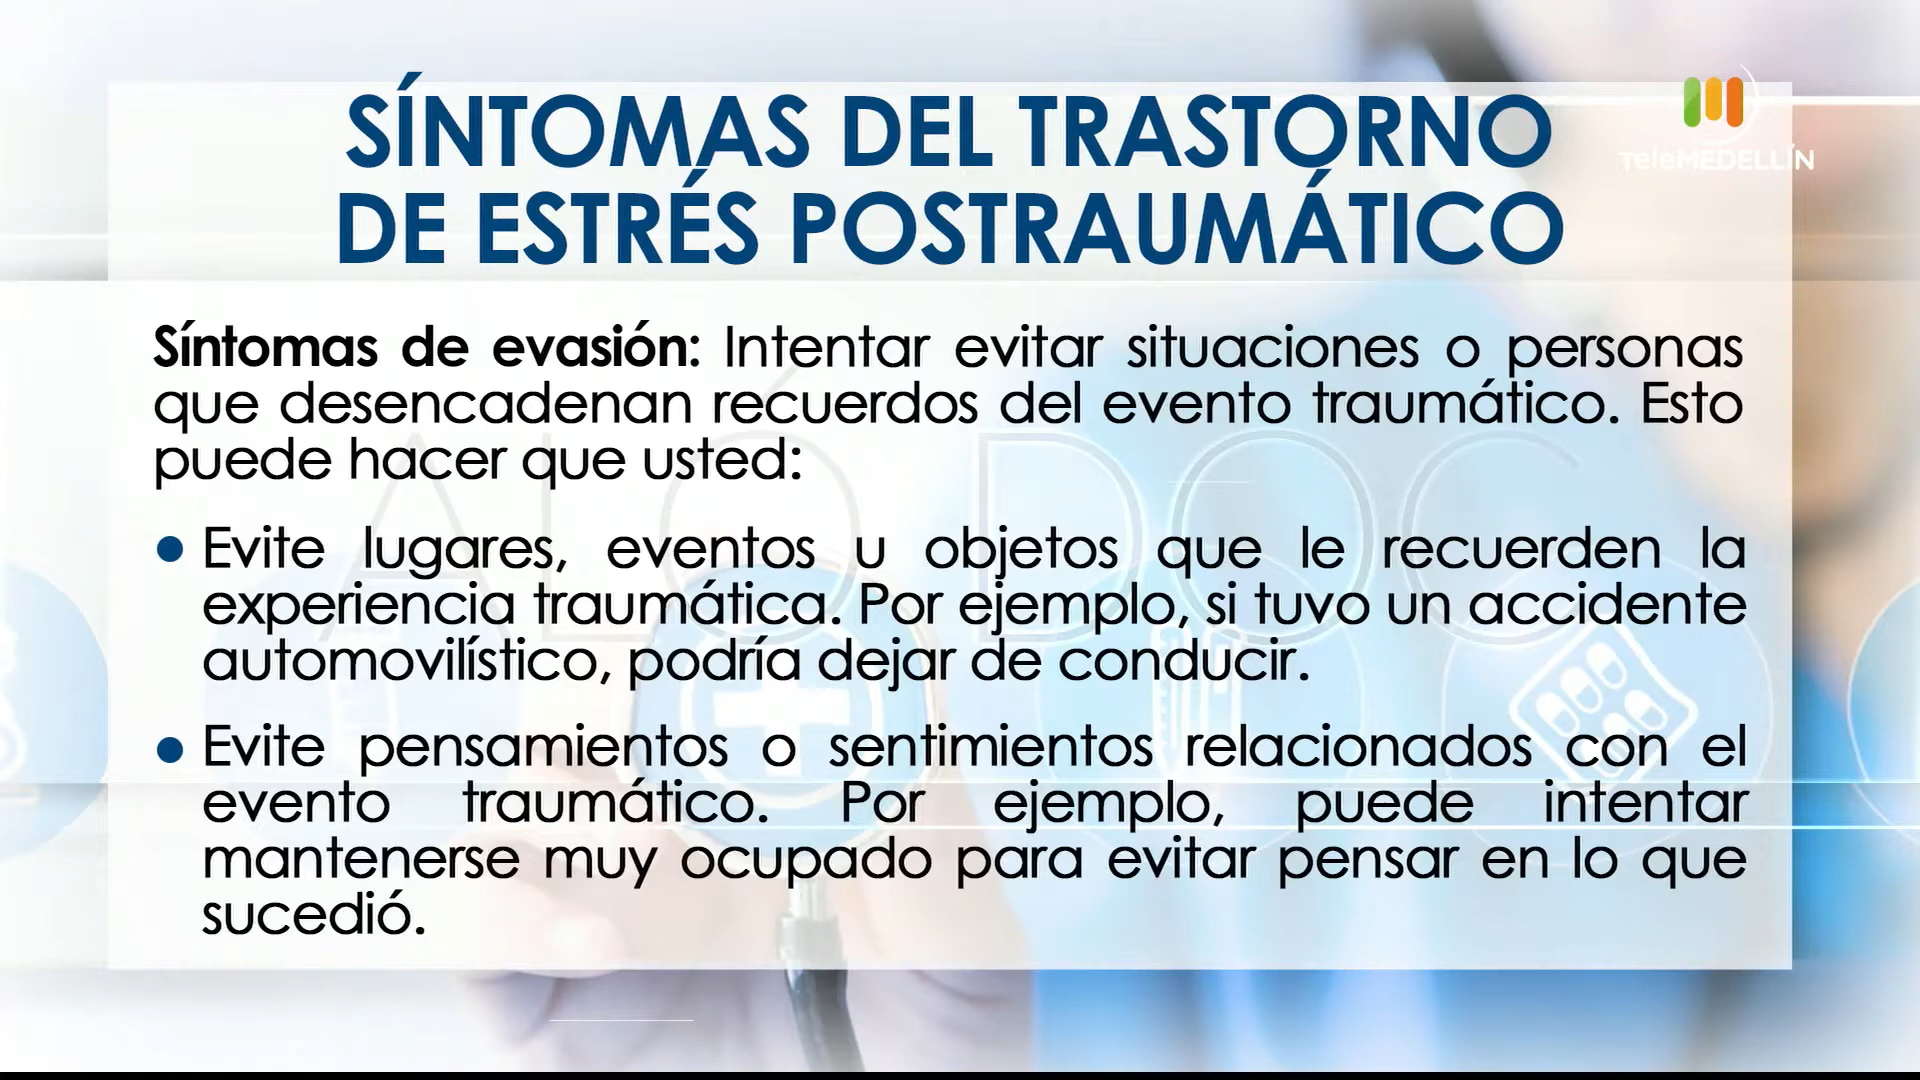 SÍNTOMAS DEL TRASTORNO
DE ESTRÉS POSTRAUMÁTICO
TeleMEDELLÍN
Síntomas de evasión: Intentar evitar situaciones o personas
que desencadenan recuerdos del evento traumático. Esto
puede hacer que usted:
ALÓ DOC
● Evite lugares, eventos u objetos que le recuerden la
experiencia traumática. Por ejemplo, si tuvo un accidente
automovilístico, podría dejar de conducir.
● Evite pensamientos o sentimientos relacionados con el
evento traumático. Por ejemplo, puede intentar
mantenerse muy ocupado para evitar pensar en lo que
sucedió.